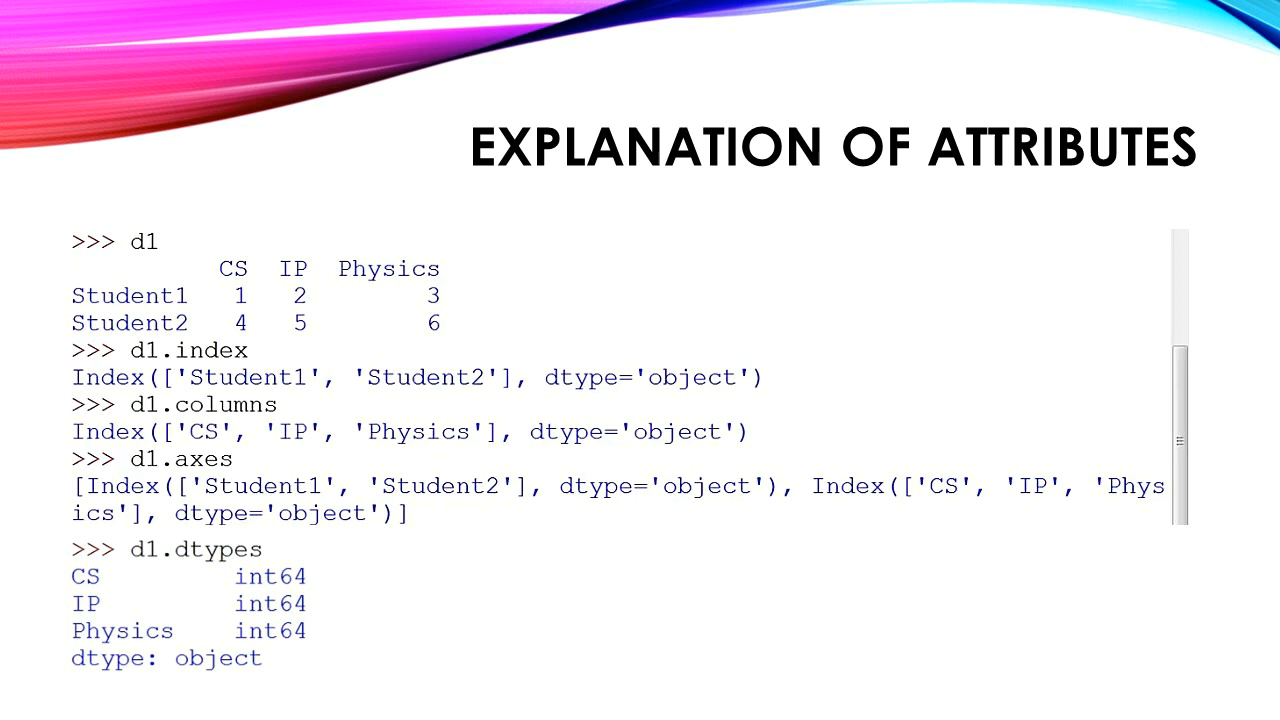 EXPLANATION OF ATTRIBUTES
>>> d1
          CS  IP  Physics
Student1   1   2        3
Student2   4   5        6
>>> d1.index
Index(['Student1', 'Student2'], dtype='object')
>>> d1.columns
Index(['CS', 'IP', 'Physics'], dtype='object')
>>> d1.axes
[Index(['Student1', 'Student2'], dtype='object'), Index(['CS', 'IP', 'Phys
ics'], dtype='object')]
>>> d1.dtypes
CS         int64
IP         int64
Physics    int64
dtype: object